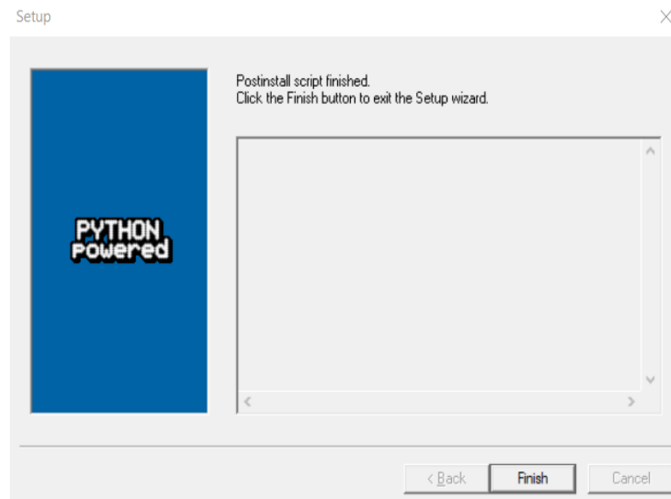 Setup
Postinstall script finished.
Click the Finish button to exit the Setup wizard.
PYTHON
Powered
< Back
Finish
Cancel